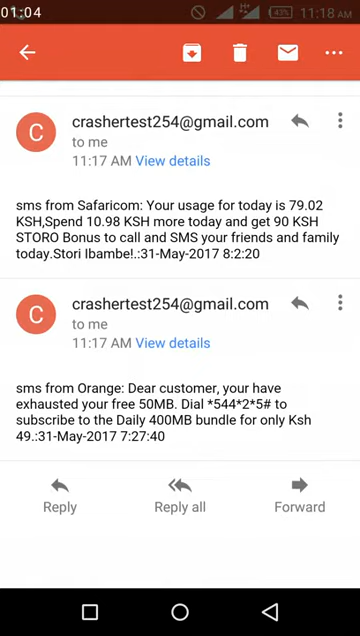 01:04
43%
11:18 AM
C
crashertest254@gmail.com
to me
11:17 AM View details
sms from Safaricom: Your usage for today is 79.02
KSH,Spend 10.98 KSH more today and get 90 KSH
STORO Bonus to call and SMS your friends and family
today.Stori Ibambe!.:31-May-2017 8:2:20
C
crashertest254@gmail.com
to me
11:17 AM View details
sms from Orange: Dear customer, your have
exhausted your free 50MB. Dial *544*2*5# to
subscribe to the Daily 400MB bundle for only Ksh
49.:31-May-2017 7:27:40
Reply
Reply all
Forward